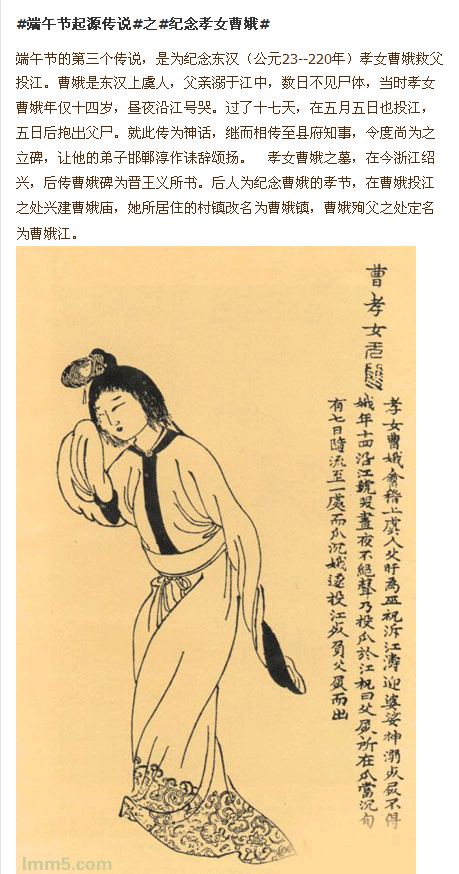 #端午节起源传说#之#纪念孝女曹娥#
端午节的第三个传说，是为纪念东汉（公元23--220年）孝女曹娥救父
投江。曹娥是东汉上虞人，父亲溺于江中，数日不见尸体，当时孝女
曹娥年仅十四岁，昼夜沿江号哭。过了十七天，在五月五日也投江，
五日后抱出父尸。就此传为神话，继而相传至县府知事，令度尚为之
立碑，让他的弟子邯郸淳作诔辞颂扬。　孝女曹娥之墓，在今浙江绍
兴，后传曹娥碑为晋王义所书。后人为纪念曹娥的孝节，在曹娥投江
之处兴建曹娥庙，她所居住的村镇改名为曹娥镇，曹娥殉父之处定名
为曹娥江。
曹孝女
孝女曹娥會稽上虞人父盱為巫祝泝江濤迎婆娑神溺死屍不得
娥年十四沿江號哭晝夜不絕聲乃投瓜於江祝曰父屍所在瓜當沉旬
有七日隨流至一處而瓜沉娥遂投江死負父屍而出
lmm5.com